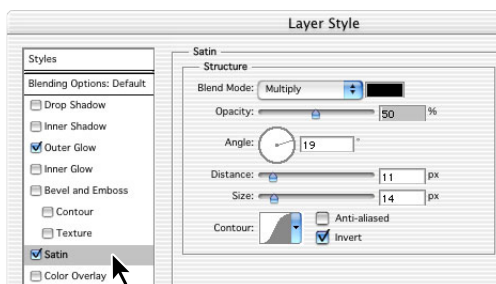 Layer Style
Styles
Blending Options: Default
Drop Shadow
Inner Shadow
Outer Glow
Inner Glow
Bevel and Emboss
Contour
Texture
Satin
Color Overlay
Satin
Structure
Blend Mode: Multiply
Opacity: 50 %
Angle: 19 °
Distance: 11 px
Size: 14 px
Contour:
Anti-aliased
Invert